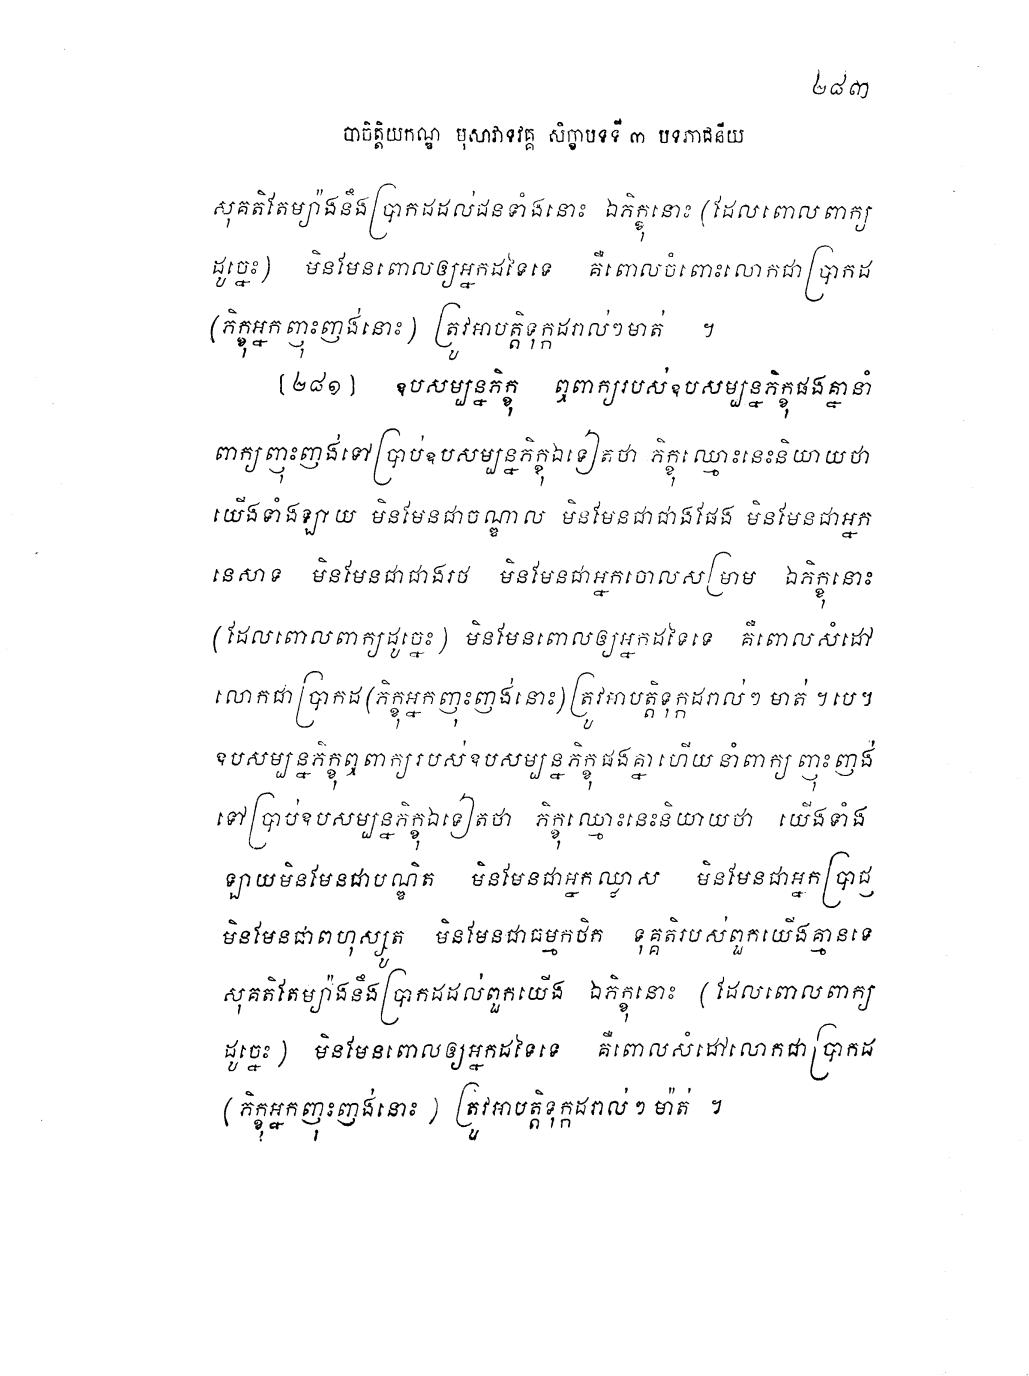 ២៨៣
បាចិត្តិយកណ្ឌ មុសាវាទវគ្គ សិក្ខាបទទី ៣ បទភាជនីយ
សុគតិតែម្យ៉ាងនឹងប្រាកដដល់ជនទាំងនោះ ឯភិក្ខុនោះ (ដែលពោលពាក្យ
ដូច្នេះ) មិនមែនពោលឲ្យអ្នកដទៃទេ គឺពោលចំពោះលោកជាប្រាកដ
(ភិក្ខុអ្នកញុះញង់នោះ) ត្រូវអាបត្តិទុក្កដរាល់ៗមាត់ ។
(២៨១) ឧបសម្បន្នភិក្ខុ ឮពាក្យរបស់ឧបសម្បន្នភិក្ខុផងគ្នានាំ
ពាក្យញុះញង់ទៅប្រាប់ឧបសម្បន្នភិក្ខុឯទៀតថា ភិក្ខុឈ្មោះនេះនិយាយថា
យើងទាំងឡាយ មិនមែនជាចណ្ឌាល មិនមែនជាជាងផែង មិនមែនជាអ្នក
នេសាទ មិនមែនជាជាងរថ មិនមែនជាអ្នកចោលសម្រាម ឯភិក្ខុនោះ
(ដែលពោលពាក្យដូច្នេះ) មិនមែនពោលឲ្យអ្នកដទៃទេ គឺពោលសំដៅ
លោកជាប្រាកដ(ភិក្ខុអ្នកញុះញង់នោះ)ត្រូវអាបត្តិទុក្កដរាល់ៗ មាត់ ។បេ។
ឧបសម្បន្នភិក្ខុឮពាក្យរបស់ឧបសម្បន្នភិក្ខុផងគ្នាហើយនាំពាក្យញុះញង់
ទៅប្រាប់ឧបសម្បន្នភិក្ខុឯទៀតថា ភិក្ខុឈ្មោះនេះនិយាយថា យើងទាំង
ឡាយមិនមែនជាបណ្ឌិត មិនមែនជាអ្នកឈ្លាស មិនមែនជាអ្នកប្រាជ្ញ
មិនមែនជាពហុស្សូត មិនមែនជាធម្មកថិក ទុគ្គតិរបស់ពួកយើងគ្មានទេ
សុគតិតែម្យ៉ាងនឹងប្រាកដដល់ពួកយើង ឯភិក្ខុនោះ (ដែលពោលពាក្យ
ដូច្នេះ) មិនមែនពោលឲ្យអ្នកដទៃទេ គឺពោលសំដៅលោកជាប្រាកដ
(ភិក្ខុអ្នកញុះញង់នោះ) ត្រូវអាបត្តិទុក្កដរាល់ៗ ម៉ាត់ ។